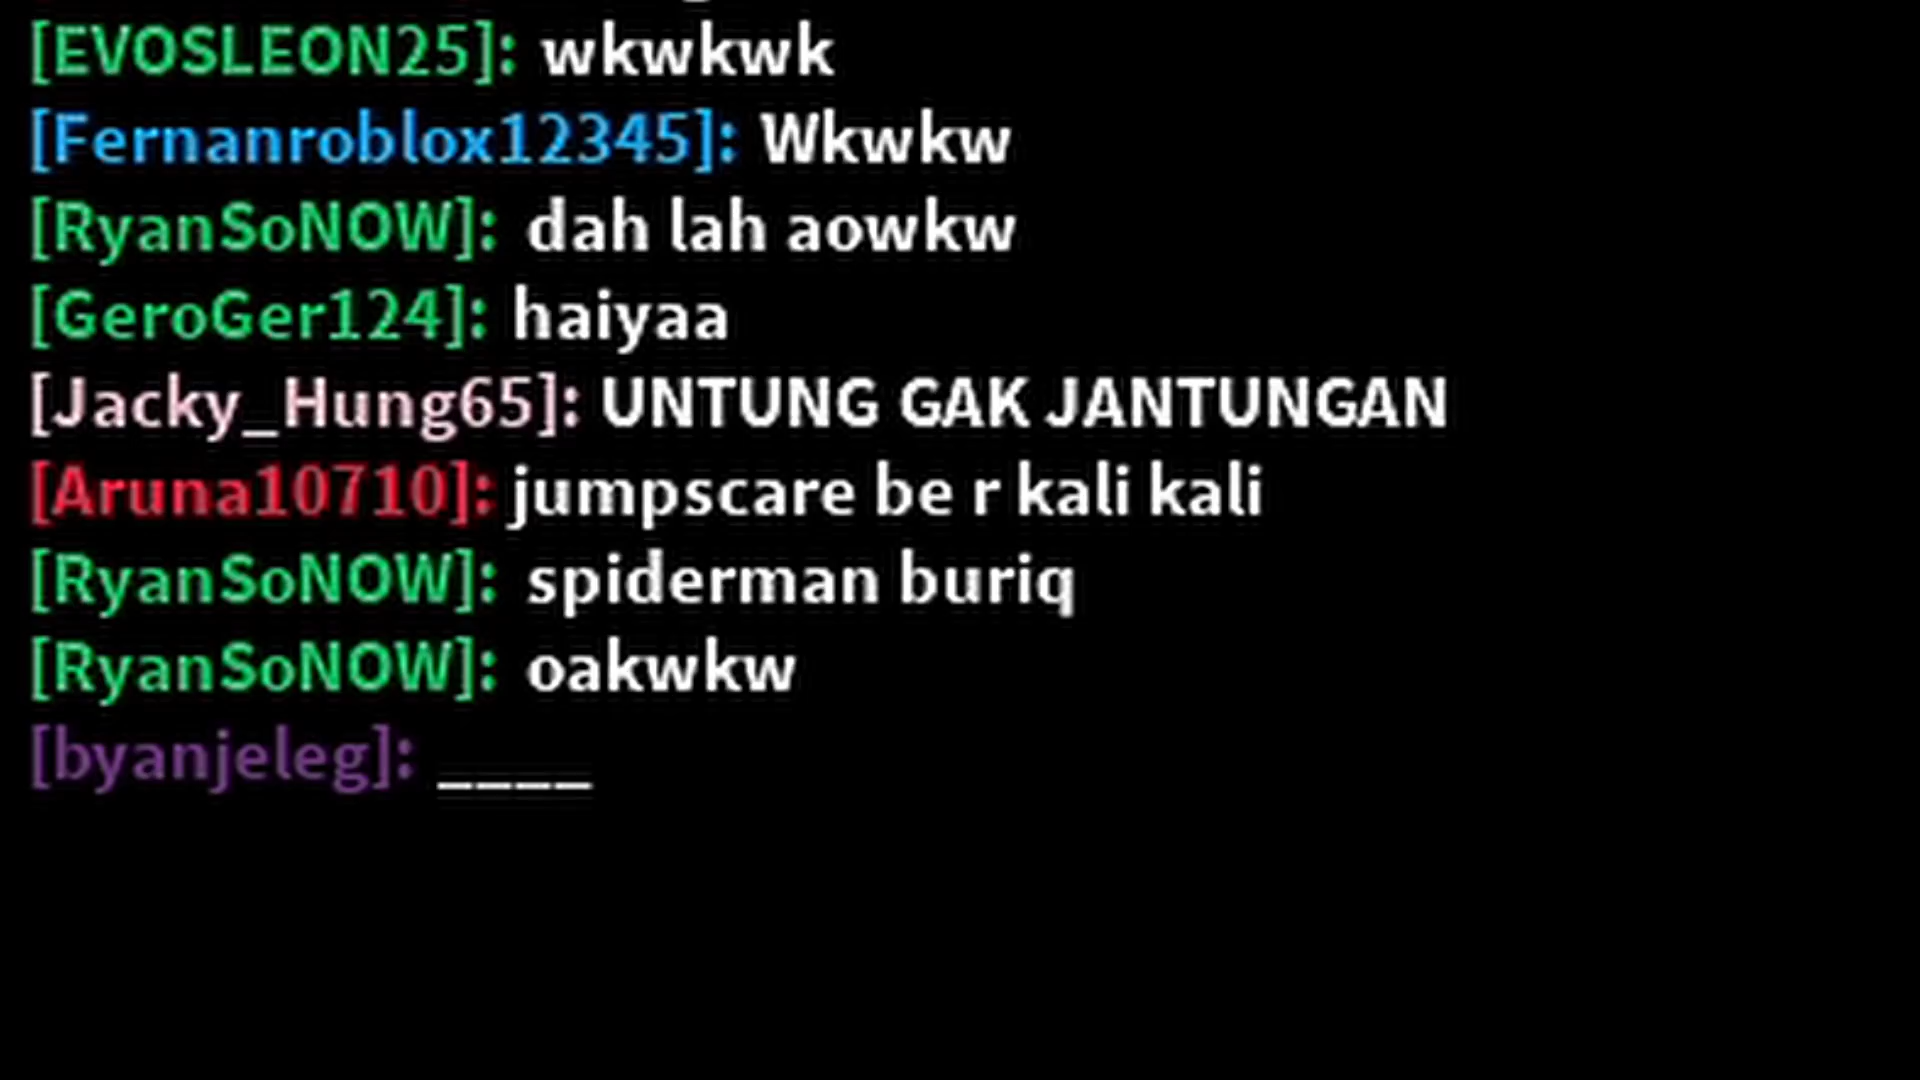 [EVOSLEON25]: wkwkwk
[Fernanroblox12345]: Wkwkw
[RyanSoNOW]: dah lah aowkw
[GeroGer124]: haiyaa
[Jacky_Hung65]: UNTUNG GAK JANTUNGAN
[Aruna10710]: jumpscare be r kali kali
[RyanSoNOW]: spiderman buriq
[RyanSoNOW]: oakwkw
[byanjeleg]: ____